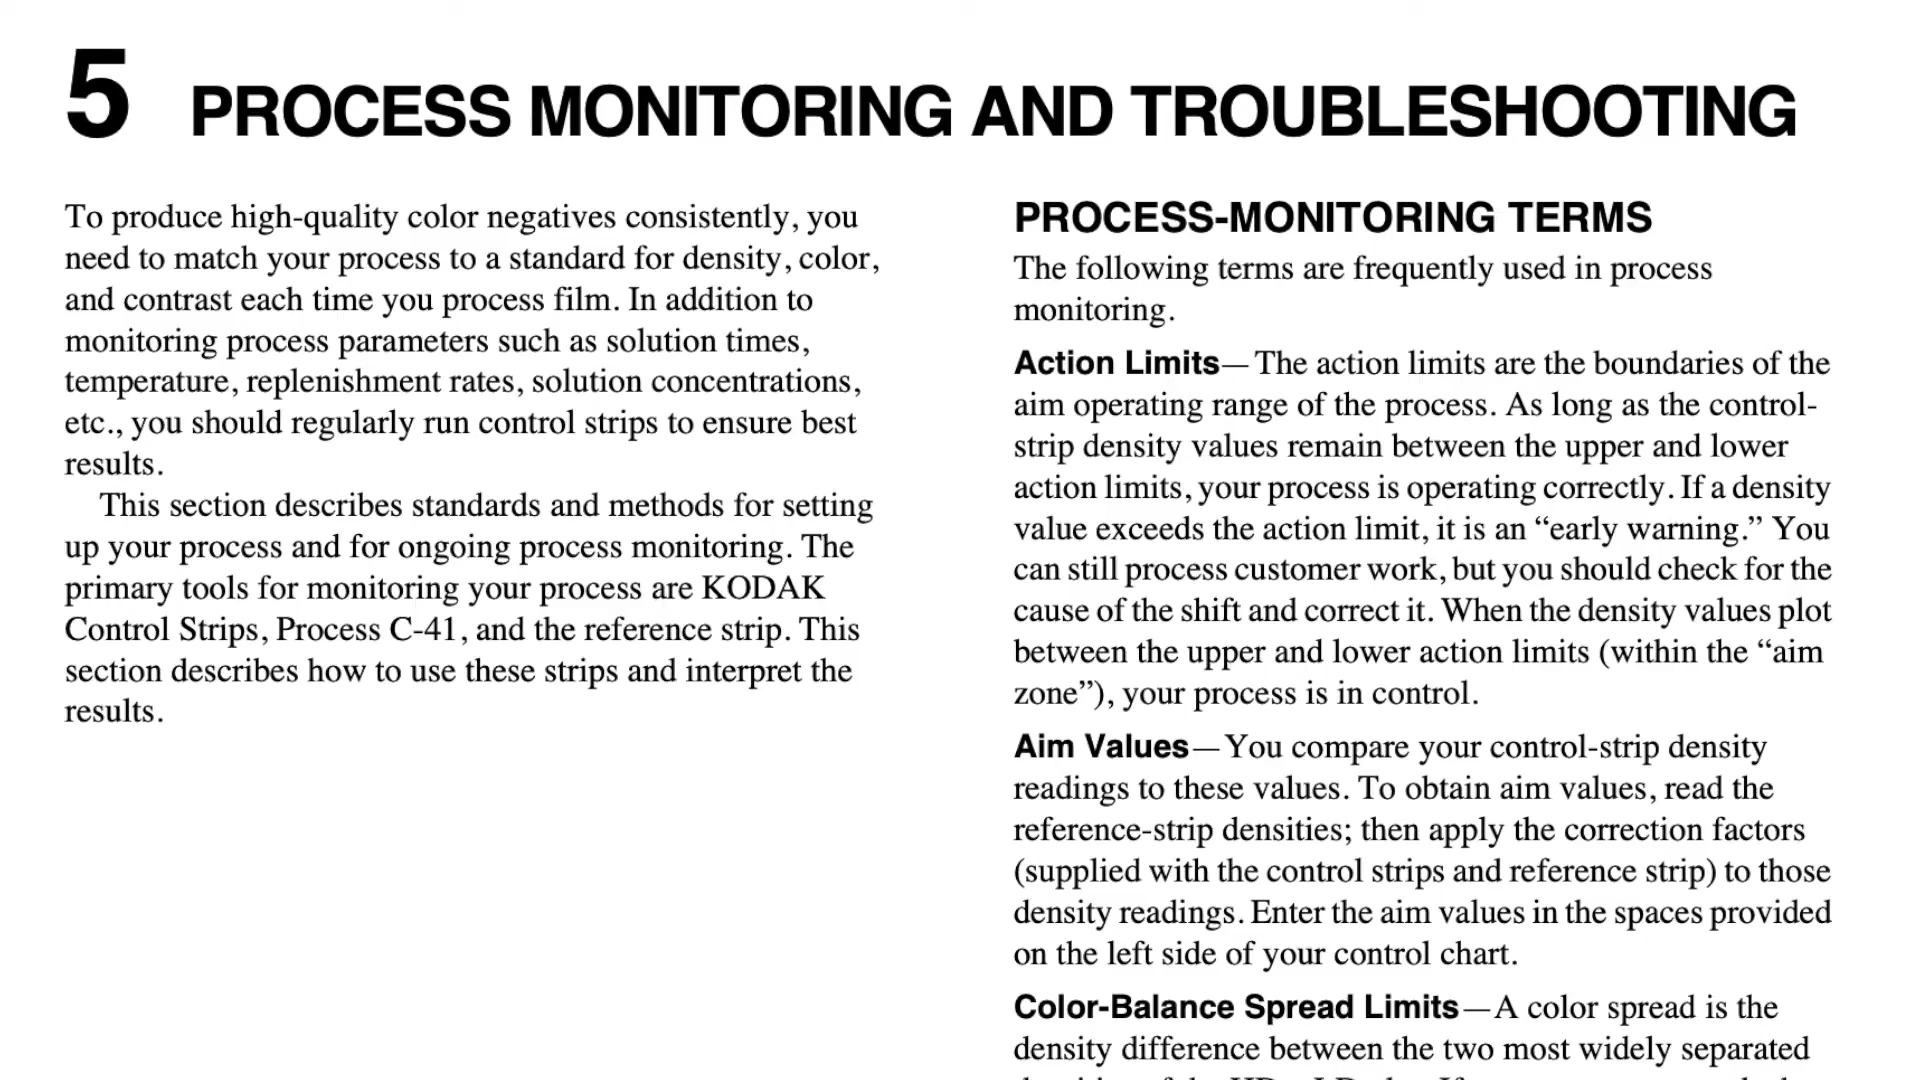 5 PROCESS MONITORING AND TROUBLESHOOTING
To produce high-quality color negatives consistently, you
need to match your process to a standard for density, color,
and contrast each time you process film. In addition to
monitoring process parameters such as solution times,
temperature, replenishment rates, solution concentrations,
etc., you should regularly run control strips to ensure best
results.
This section describes standards and methods for setting
up your process and for ongoing process monitoring. The
primary tools for monitoring your process are KODAK
Control Strips, Process C-41, and the reference strip. This
section describes how to use these strips and interpret the
results.
PROCESS-MONITORING TERMS
The following terms are frequently used in process
monitoring.
Action Limits—The action limits are the boundaries of the
aim operating range of the process. As long as the control-
strip density values remain between the upper and lower
action limits, your process is operating correctly. If a density
value exceeds the action limit, it is an “early warning.” You
can still process customer work, but you should check for the
cause of the shift and correct it. When the density values plot
between the upper and lower action limits (within the “aim
zone”), your process is in control.
Aim Values—You compare your control-strip density
readings to these values. To obtain aim values, read the
reference-strip densities; then apply the correction factors
(supplied with the control strips and reference strip) to those
density readings. Enter the aim values in the spaces provided
on the left side of your control chart.
Color-Balance Spread Limits—A color spread is the
density difference between the two most widely separated